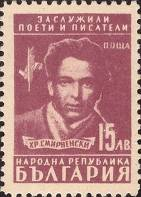 ЗАСЛУЖИЛИ
ПОЕТИ И ПИСАТЕЛИ
ПОЩА
ХР. СМИРНЕНСКИ
15 ЛВ.
НАРОДНА РЕПУБЛИКА
БЪЛГАРИЯ